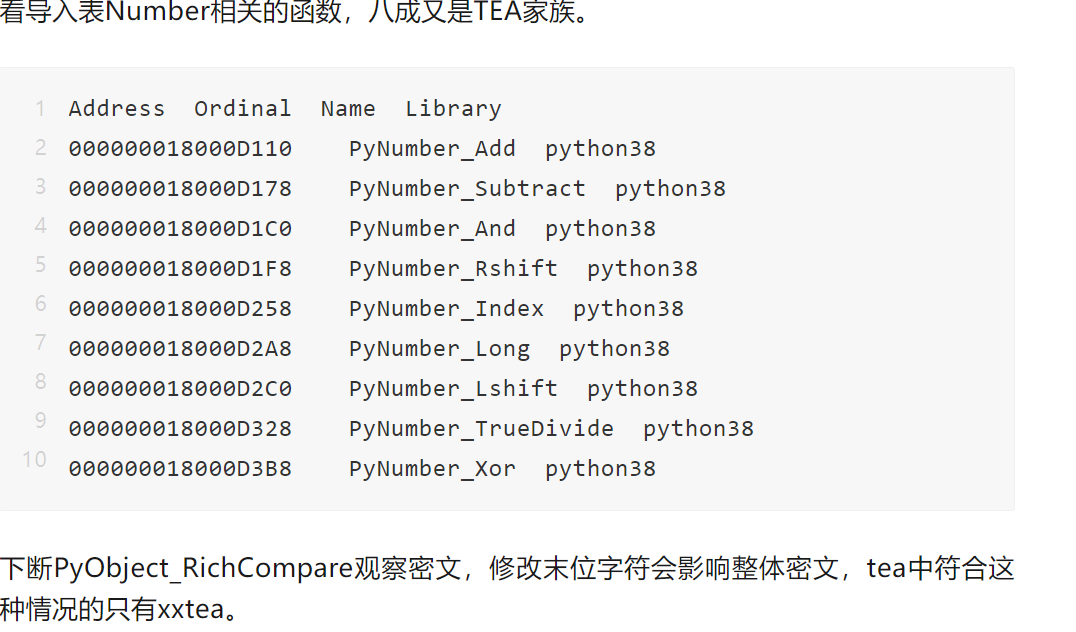 看导入表Number相关的函数，八成又是TEA家族。
1 Address Ordinal Name Library
2 000000018000D110 PyNumber_Add python38
3 000000018000D178 PyNumber_Subtract python38
4 000000018000D1C0 PyNumber_And python38
5 000000018000D1F8 PyNumber_Rshift python38
6 000000018000D258 PyNumber_Index python38
7 000000018000D2A8 PyNumber_Long python38
8 000000018000D2C0 PyNumber_Lshift python38
9 000000018000D328 PyNumber_TrueDivide python38
10 000000018000D3B8 PyNumber_Xor python38
下断PyObject_RichCompare观察密文，修改末位字符会影响整体密文，tea中符合这
种情况的只有xxtea。